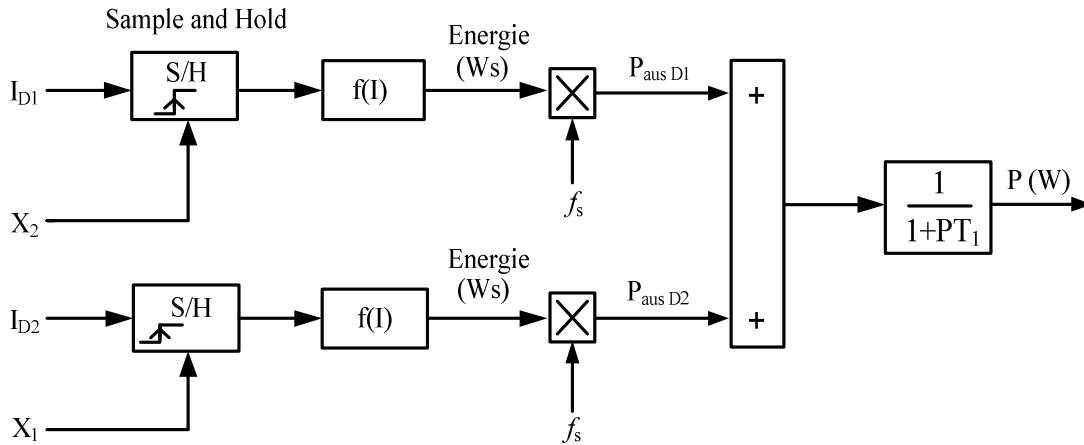 Sample and Hold
I_D1
S/H
f(I)
Energie
(Ws)
P_aus D1
f_s
X_2
+
I_D2
S/H
f(I)
Energie
(Ws)
P_aus D2
f_s
X_1
+
1
1+PT_1
P (W)